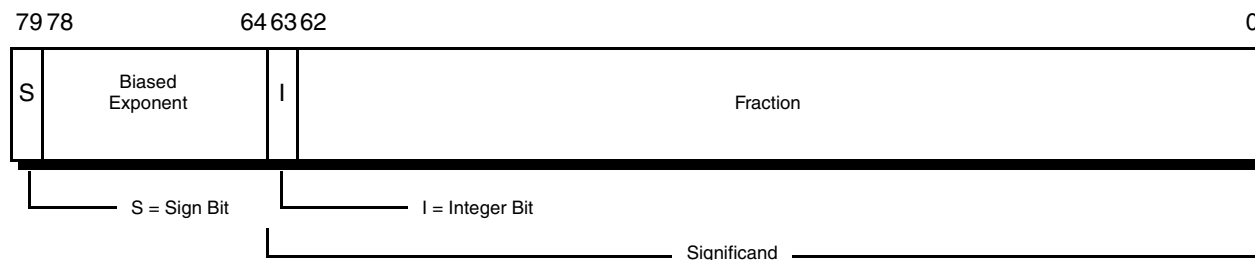 79 78 64 63 62 0
S Biased Exponent I Fraction
S = Sign Bit I = Integer Bit
Significand